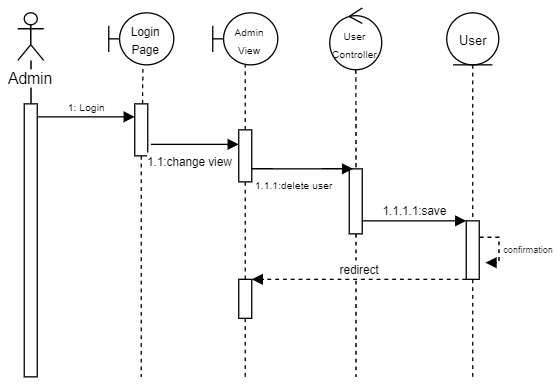 Login
Page
Admin
View
User
Controller
User
Admin
1: Login
1.1:change view
1.1.1:delete user
1.1.1.1:save
confirmation
redirect